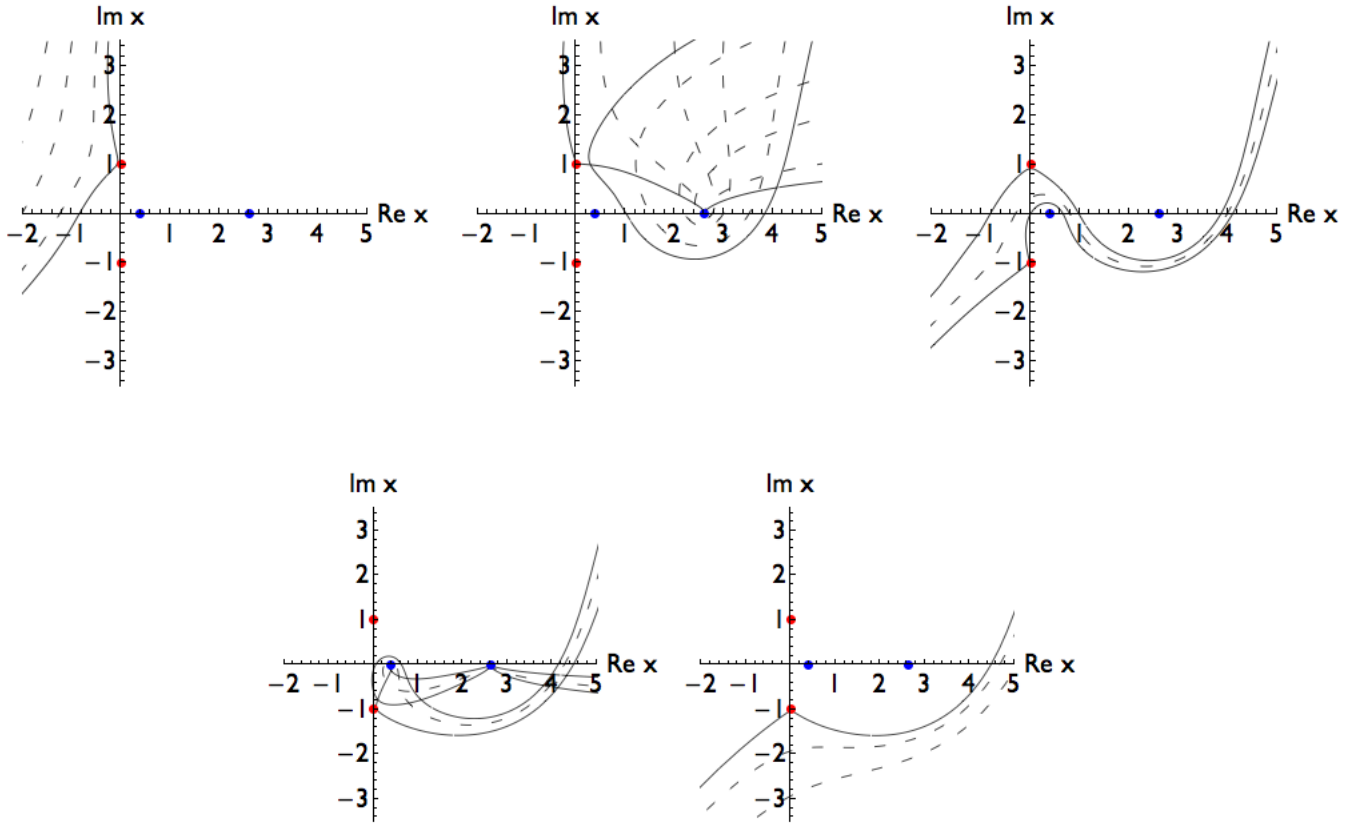 Im x Im x Im x
3 3 3
2 2 2
1 1 1
Re x Re x Re x
−2 −1 1 2 3 4 5 −2 −1 1 2 3 4 5 −2 −1 1 2 3 4 5
−1 −1 −1
−2 −2 −2
−3 −3 −3
Im x Im x
3 3
2 2
1 1
Re x Re x
−2 −1 1 2 3 4 5 −2 −1 1 2 3 4 5
−1 −1
−2 −2
−3 −3